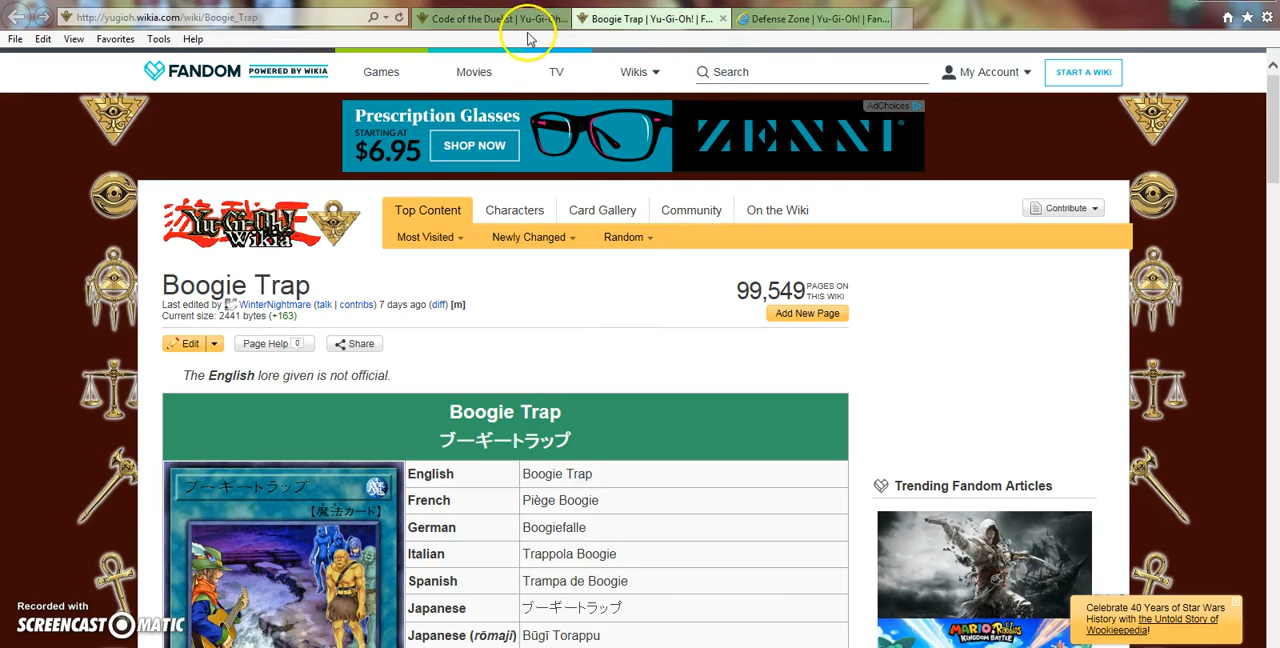 http://yugioh.wikia.com/wiki/Boogie_Trap
Code of the Duelist | Yu-Gi-Oh...
Boogie Trap | Yu-Gi-Oh! | F...
Defense Zone | Yu-Gi-Oh! | Fan...
File Edit View Favorites Tools Help
FANDOM POWERED BY WIKIA Games Movies TV Wikis Search My Account START A WIKI
Prescription Glasses
STARTING AT
$6.95 SHOP NOW
ZENNI®
AdChoices
遊☆戯☆王
Yu-Gi-Oh!
Wikia
Top Content Characters Card Gallery Community On the Wiki Contribute
Most Visited Newly Changed Random
Boogie Trap
Last edited by WinterNightmare (talk | contribs) 7 days ago (diff) [m]
Current size: 2441 bytes (+163)
99,549 PAGES ON
THIS WIKI
Add New Page
Edit Page Help 0 Share
The English lore given is not official.
Boogie Trap
ブーギートラップ
ブーギートラップ 魔
【魔法カード】
English Boogie Trap
French Piège Boogie
German Boogiefalle
Italian Trappola Boogie
Spanish Trampa de Boogie
Japanese ブーギートラップ
Japanese (rōmaji) Būgī Torappu
Trending Fandom Articles
MARIO & Rabbids
KINGDOM BATTLE
Celebrate 40 Years of Star Wars
History with the Untold Story of
Wookieepedia!
Recorded with
SCREENCAST MATIC